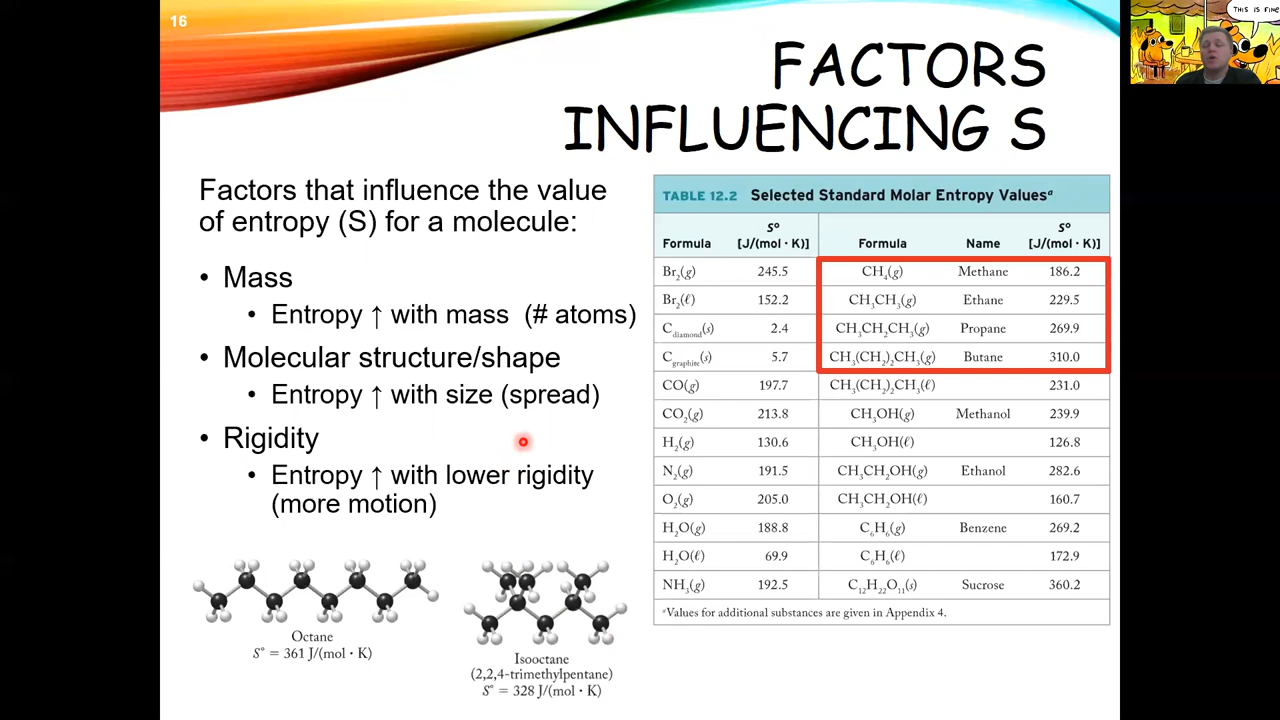 16
THIS IS FINE
FACTORS
INFLUENCING S
Factors that influence the value
of entropy (S) for a molecule:
• Mass
• Entropy ↑ with mass (# atoms)
• Molecular structure/shape
• Entropy ↑ with size (spread)
• Rigidity
• Entropy ↑ with lower rigidity
(more motion)
Octane
S° = 361 J/(mol · K)
Isooctane
(2,2,4-trimethylpentane)
S° = 328 J/(mol · K)
TABLE 12.2 Selected Standard Molar Entropy Valuesᵃ
Formula S° [J/(mol · K)] Formula Name S° [J/(mol · K)]
Br₂(g) 245.5 CH₄(g) Methane 186.2
Br₂(ℓ) 152.2 CH₃CH₃(g) Ethane 229.5
C_diamond(s) 2.4 CH₃CH₂CH₃(g) Propane 269.9
C_graphite(s) 5.7 CH₃(CH₂)₂CH₃(g) Butane 310.0
CO(g) 197.7 CH₃(CH₂)₂CH₃(ℓ) 231.0
CO₂(g) 213.8 CH₃OH(g) Methanol 239.9
H₂(g) 130.6 CH₃OH(ℓ) 126.8
N₂(g) 191.5 CH₃CH₂OH(g) Ethanol 282.6
O₂(g) 205.0 CH₃CH₂OH(ℓ) 160.7
H₂O(g) 188.8 C₆H₆(g) Benzene 269.2
H₂O(ℓ) 69.9 C₆H₆(ℓ) 172.9
NH₃(g) 192.5 C₁₂H₂₂O₁₁(s) Sucrose 360.2
ᵃValues for additional substances are given in Appendix 4.